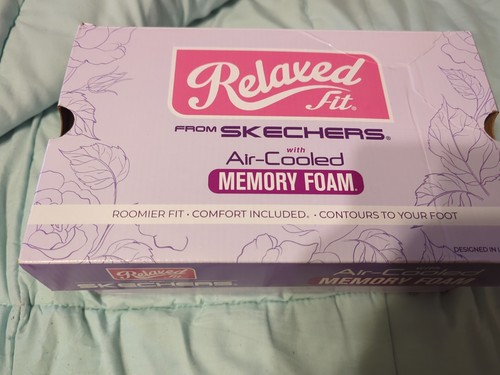 Relaxed
Fit®
FROM SKECHERS®
with
Air-Cooled
MEMORY FOAM®
ROOMIER FIT • COMFORT INCLUDED. • CONTOURS TO YOUR FOOT
DESIGNED IN
Relaxed
Fit
SKECHERS.
Air-Cooled
MEMORY FOAM